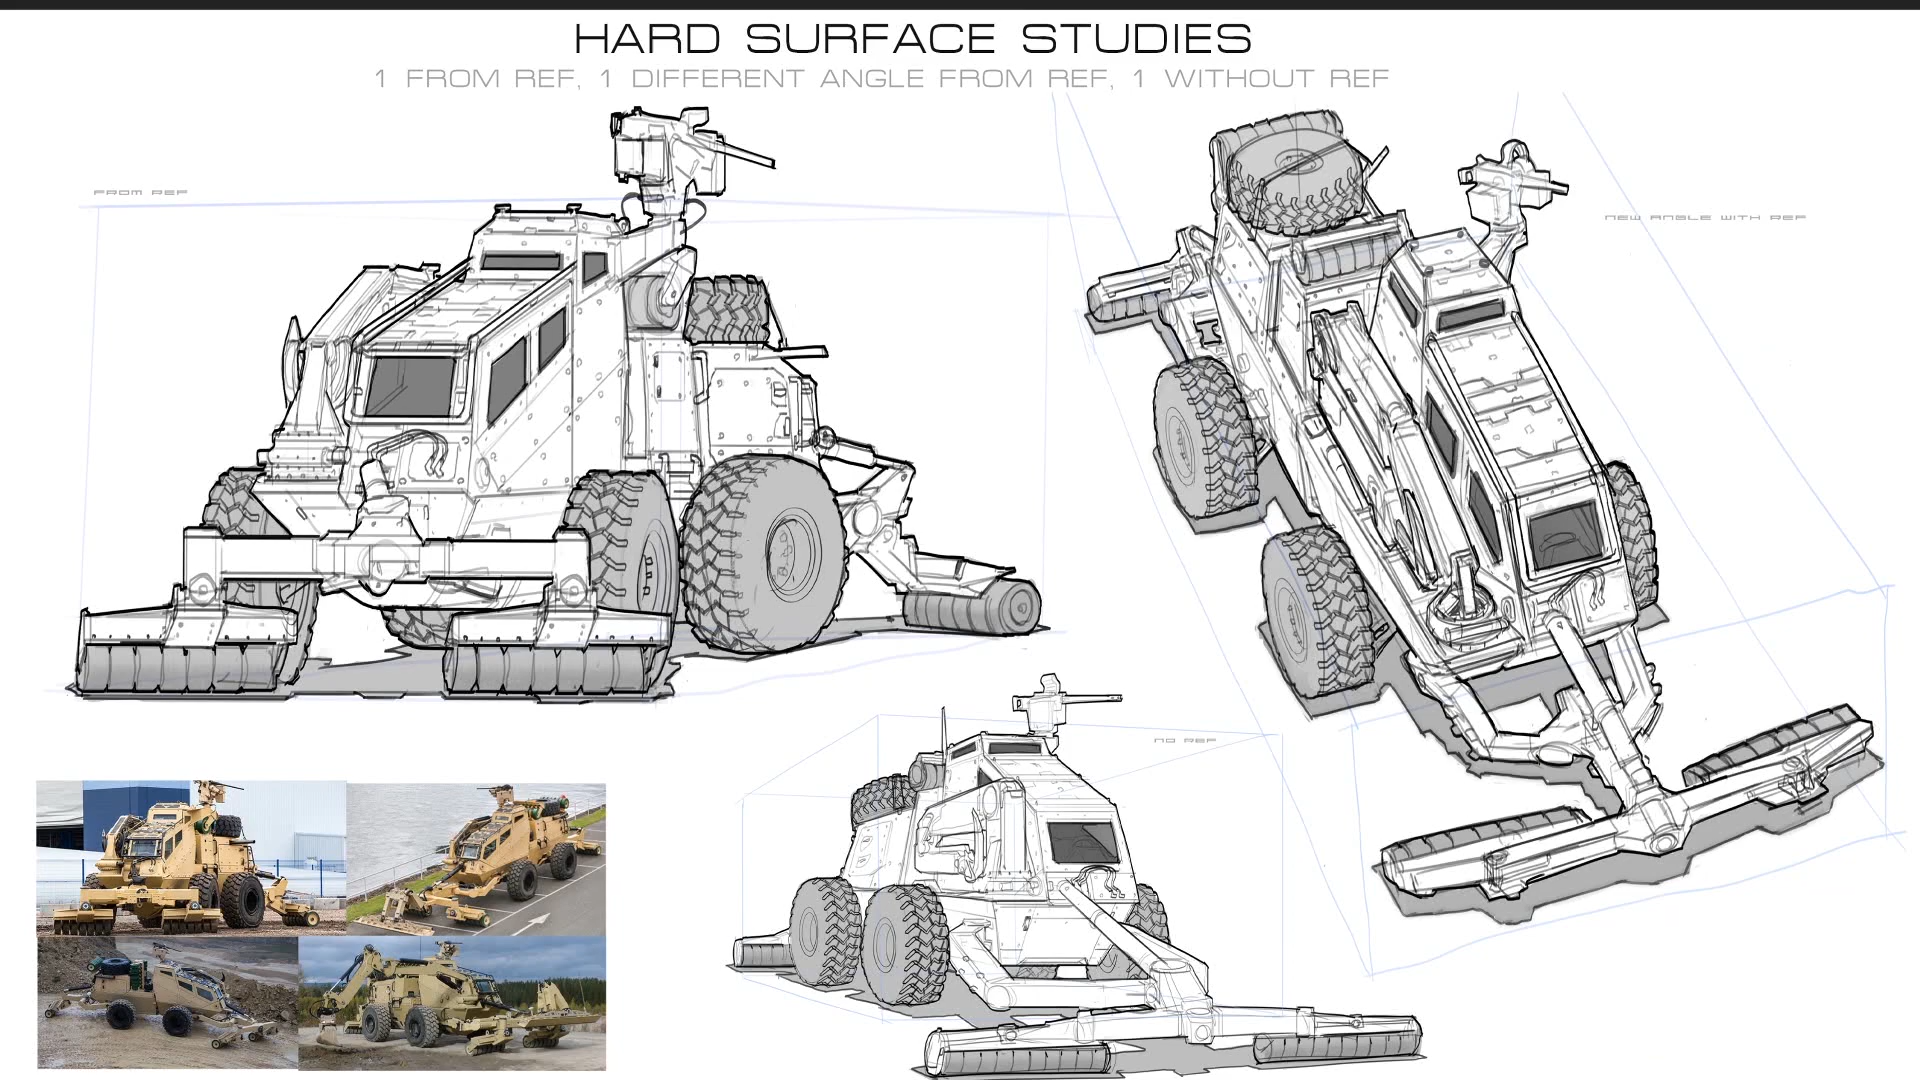 HARD SURFACE STUDIES
1 FROM REF, 1 DIFFERENT ANGLE FROM REF, 1 WITHOUT REF
FROM REF
NEW ANGLE WITH REF
NO REF